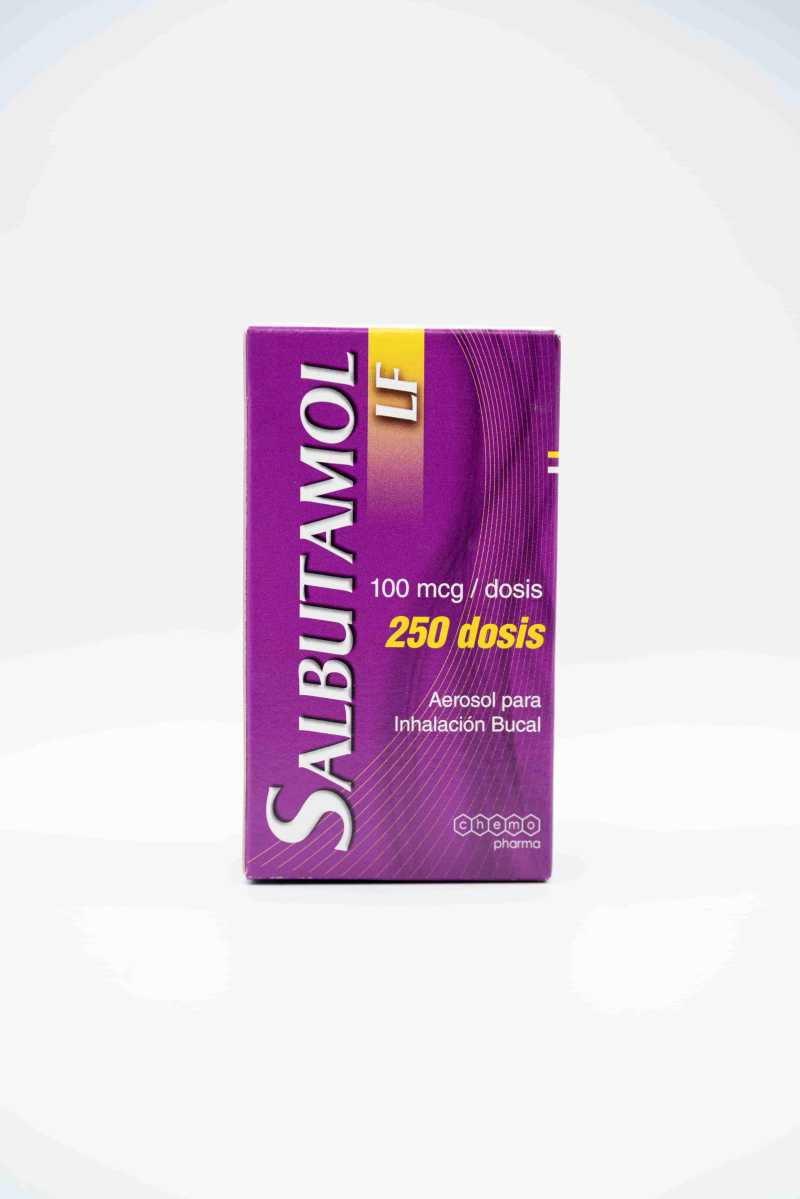 SALBUTAMOL
LF
100 mcg / dosis
250 dosis
Aerosol para
Inhalación Bucal
chemo
pharma